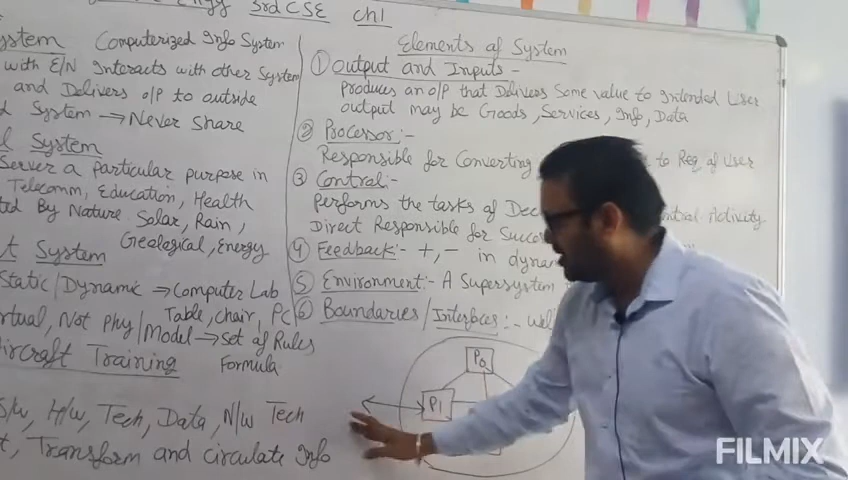 3rd CSE Ch1
ystem Computerized Info System
with E/N Interacts with other System
and Delivers o/p to outside
d System → Never Share
l System
Server a particular purpose in
Telecomm, Education, Health
ted By Nature Solar, Rain,
Geological, Energy
t System
Static/Dynamic → Computer Lab
Table, chair, PC
rtual, Not Phy/Model → Set of Rules
Formula
ircraft Training
S/w, H/w, Tech, Data, N/w Tech
t, Transform and circulate Info
Elements of System
① Output and Inputs -
produces an o/p that Delivers Some value to intended User
output may be Goods, Services, Info, Data
② Processor:-
Responsible for Converting to Req of User
③ Control:-
performs the tasks of Dec ntral Activity
Direct Responsible for Succe
④ Feedback:- +, - in dyna
⑤ Environment:- A Supersystem
⑥ Boundaries/Interfaces:- Wel
P0
P1
FILMIX